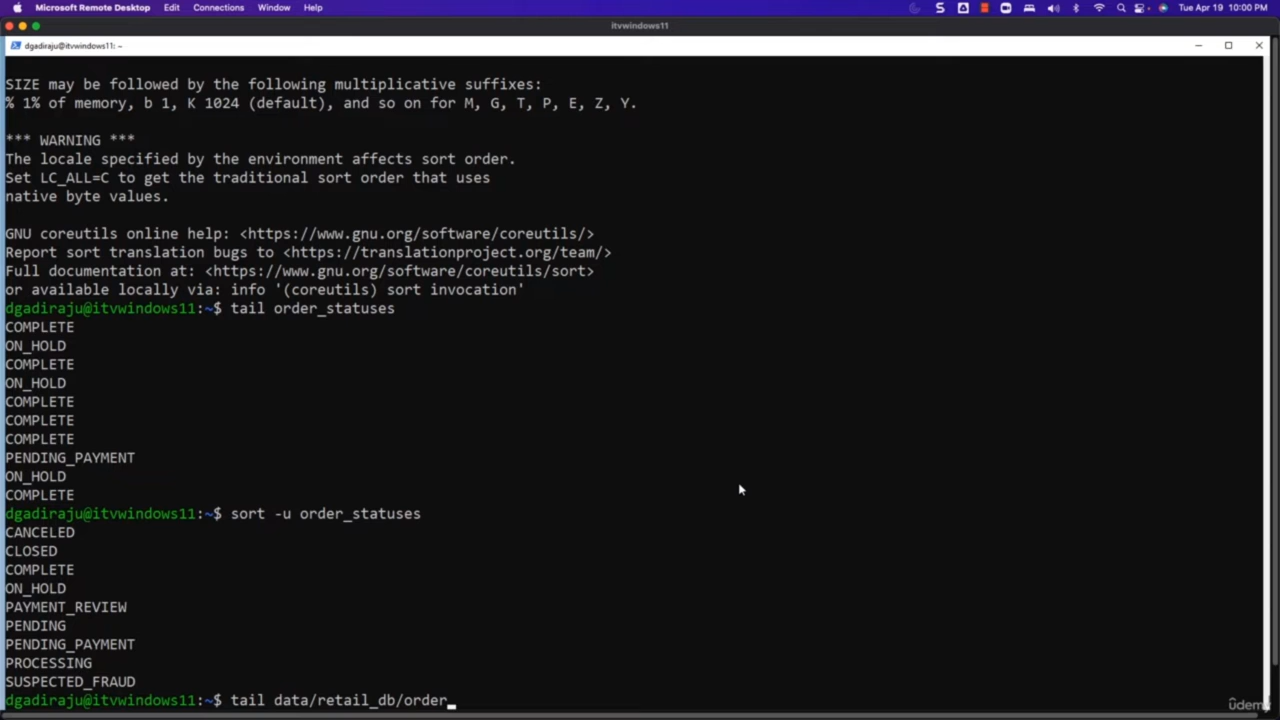 Microsoft Remote Desktop Edit Connections Window Help Tue Apr 19 10:00 PM
itvwindows11
dgadiraju@itvwindows11: ~
SIZE may be followed by the following multiplicative suffixes:
% 1% of memory, b 1, K 1024 (default), and so on for M, G, T, P, E, Z, Y.
*** WARNING ***
The locale specified by the environment affects sort order.
Set LC_ALL=C to get the traditional sort order that uses
native byte values.
GNU coreutils online help: <https://www.gnu.org/software/coreutils/>
Report sort translation bugs to <https://translationproject.org/team/>
Full documentation at: <https://www.gnu.org/software/coreutils/sort>
or available locally via: info '(coreutils) sort invocation'
dgadiraju@itvwindows11:~$ tail order_statuses
COMPLETE
ON_HOLD
COMPLETE
ON_HOLD
COMPLETE
COMPLETE
COMPLETE
PENDING_PAYMENT
ON_HOLD
COMPLETE
dgadiraju@itvwindows11:~$ sort -u order_statuses
CANCELED
CLOSED
COMPLETE
ON_HOLD
PAYMENT_REVIEW
PENDING
PENDING_PAYMENT
PROCESSING
SUSPECTED_FRAUD
dgadiraju@itvwindows11:~$ tail data/retail_db/order
udemy